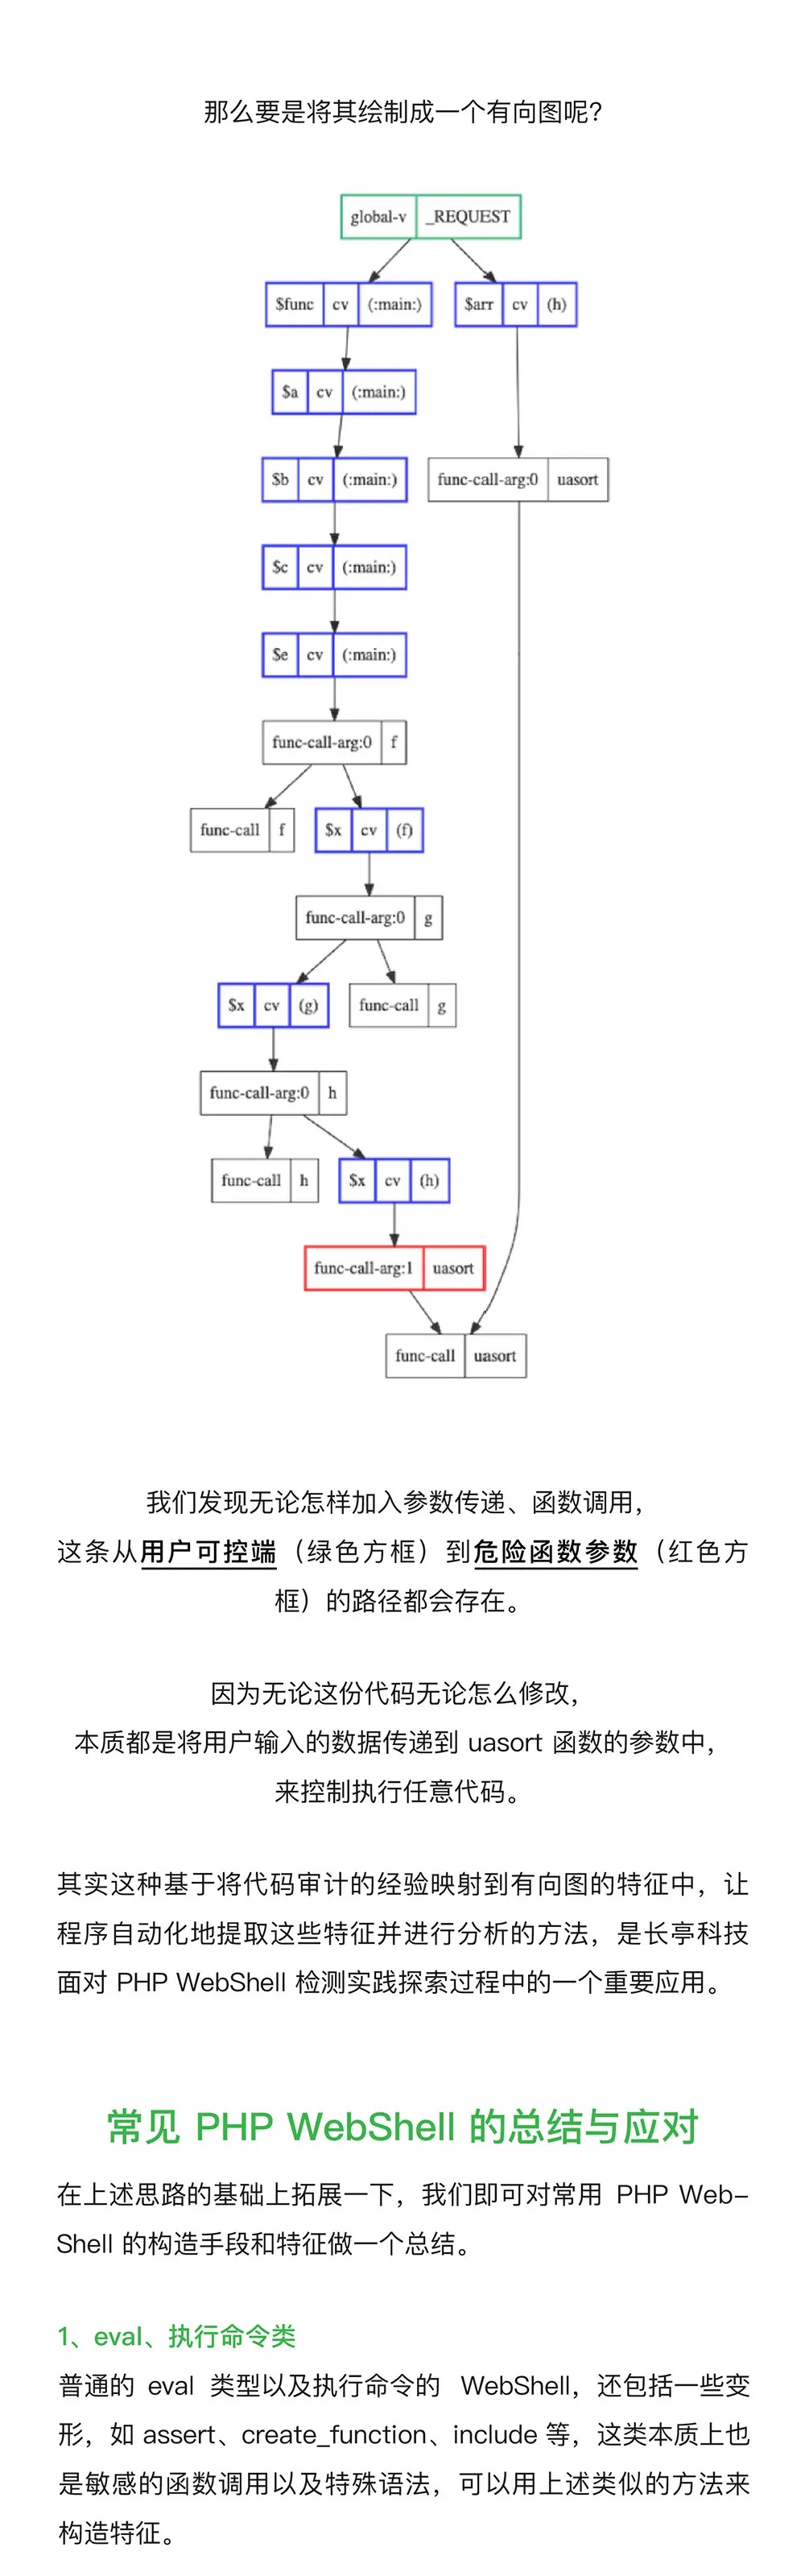 那么要是将其绘制成一个有向图呢？
global-v _REQUEST
$func cv (:main:) $arr cv (h)
$a cv (:main:)
$b cv (:main:) func-call-arg:0 uasort
$c cv (:main:)
$e cv (:main:)
func-call-arg:0 f
func-call f $x cv (f)
func-call-arg:0 g
$x cv (g) func-call g
func-call-arg:0 h
func-call h $x cv (h)
func-call-arg:1 uasort
func-call uasort
我们发现无论怎样加入参数传递、函数调用，
这条从用户可控端（绿色方框）到危险函数参数（红色方
框）的路径都会存在。
因为无论这份代码无论怎么修改，
本质都是将用户输入的数据传递到 uasort 函数的参数中，
来控制执行任意代码。
其实这种基于将代码审计的经验映射到有向图的特征中，让
程序自动化地提取这些特征并进行分析的方法，是长亭科技
面对 PHP WebShell 检测实践探索过程中的一个重要应用。
常见 PHP WebShell 的总结与应对
在上述思路的基础上拓展一下，我们即可对常用 PHP Web-
Shell 的构造手段和特征做一个总结。
1、eval、执行命令类
普通的 eval 类型以及执行命令的 WebShell，还包括一些变
形，如 assert、create_function、include 等，这类本质上也
是敏感的函数调用以及特殊语法，可以用上述类似的方法来
构造特征。